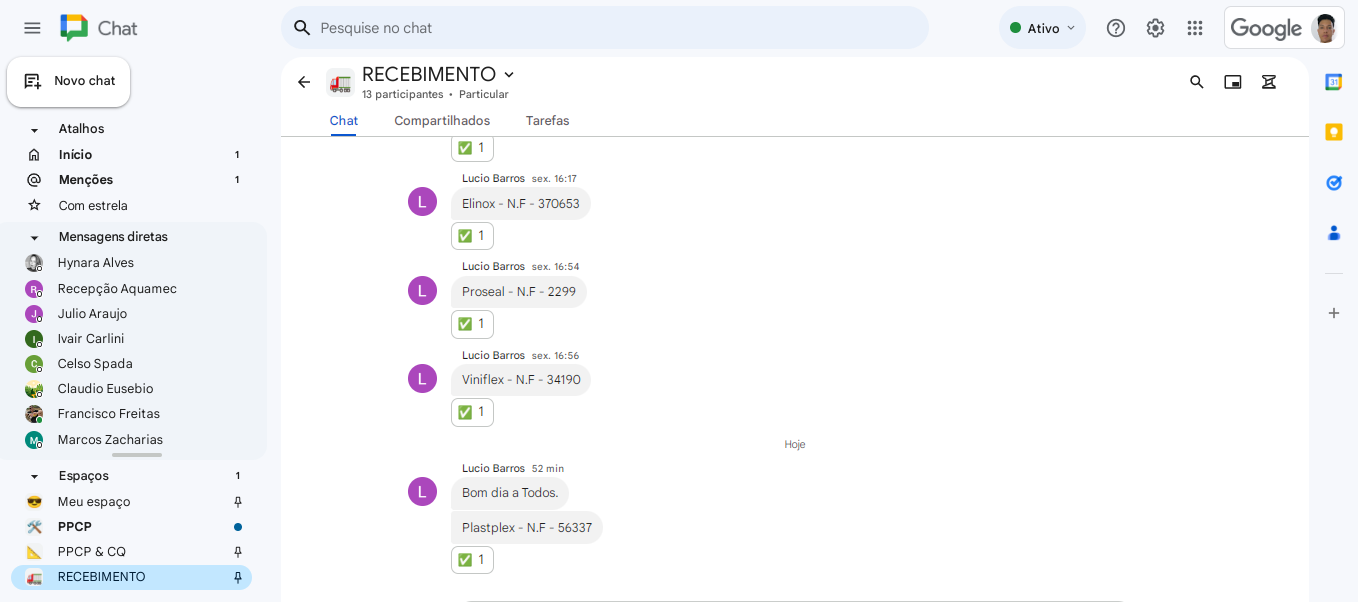 Chat
Pesquise no chat
Ativo
Google
Novo chat
Atalhos
Início 1
Menções 1
Com estrela
Mensagens diretas
Hynara Alves
Recepção Aquamec
Julio Araujo
Ivair Carlini
Celso Spada
Claudio Eusebio
Francisco Freitas
Marcos Zacharias
Espaços 1
Meu espaço
PPCP
PPCP & CQ
RECEBIMENTO
RECEBIMENTO
13 participantes • Particular
Chat Compartilhados Tarefas
1
Lucio Barros sex. 16:17
L
Elinox - N.F - 370653
1
Lucio Barros sex. 16:54
L
Proseal - N.F - 2299
1
Lucio Barros sex. 16:56
L
Viniflex - N.F - 34190
1
Hoje
Lucio Barros 52 min
L
Bom dia a Todos.
Plastplex - N.F - 56337
1
31